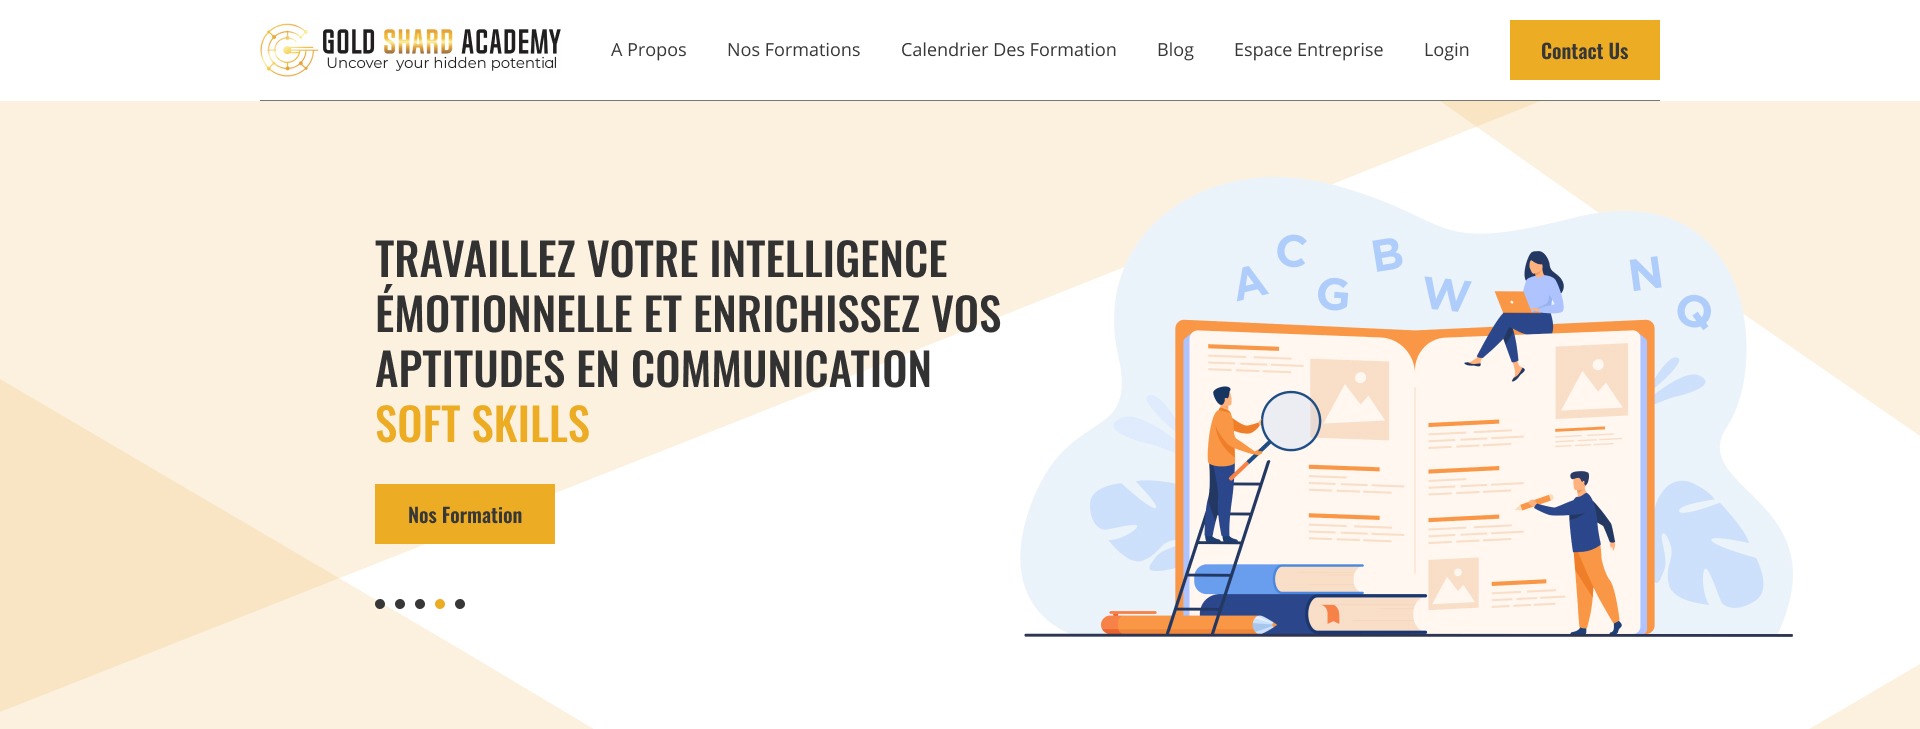 GOLD SHARD ACADEMY
Uncover your hidden potential
A Propos
Nos Formations
Calendrier Des Formation
Blog
Espace Entreprise
Login
Contact Us
TRAVAILLEZ VOTRE INTELLIGENCE
ÉMOTIONNELLE ET ENRICHISSEZ VOS
APTITUDES EN COMMUNICATION
SOFT SKILLS
Nos Formation
A C G B W N Q